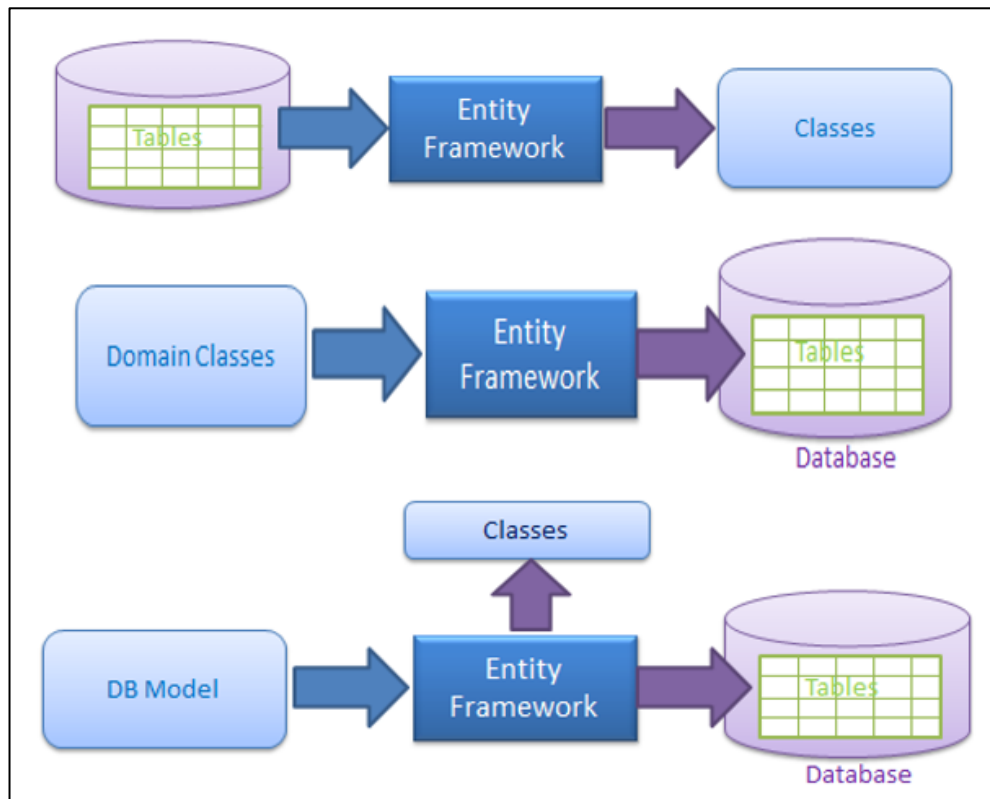 Tables
Entity
Framework
Classes
Domain Classes
Entity
Framework
Tables
Database
Classes
DB Model
Entity
Framework
Tables
Database